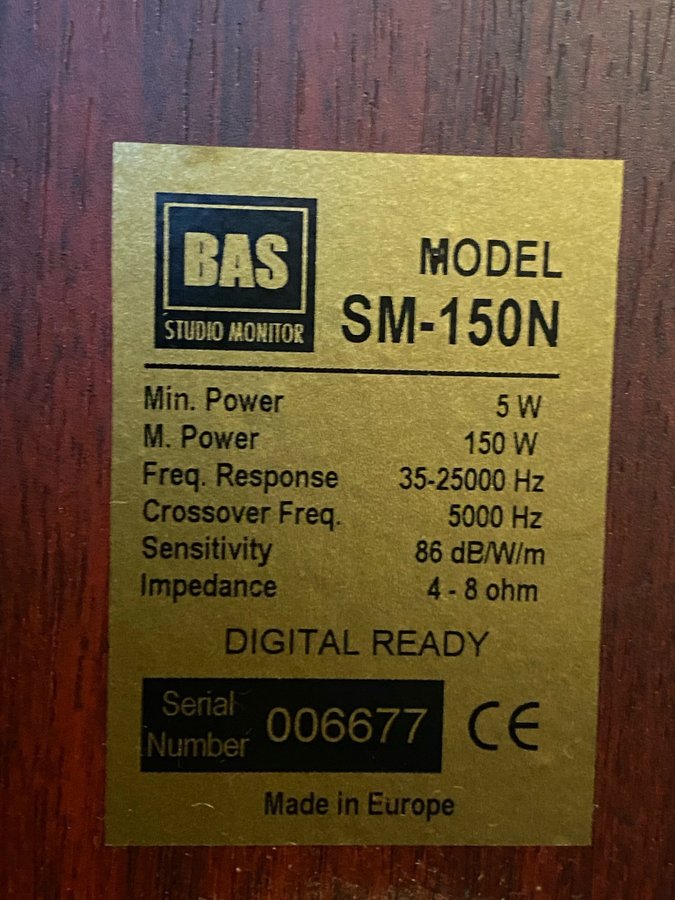 BAS
STUDIO MONITOR
MODEL
SM-150N
Min. Power 5 W
M. Power 150 W
Freq. Response 35-25000 Hz
Crossover Freq. 5000 Hz
Sensitivity 86 dB/W/m
Impedance 4 - 8 ohm
DIGITAL READY
Serial
Number 006677
CE
Made in Europe